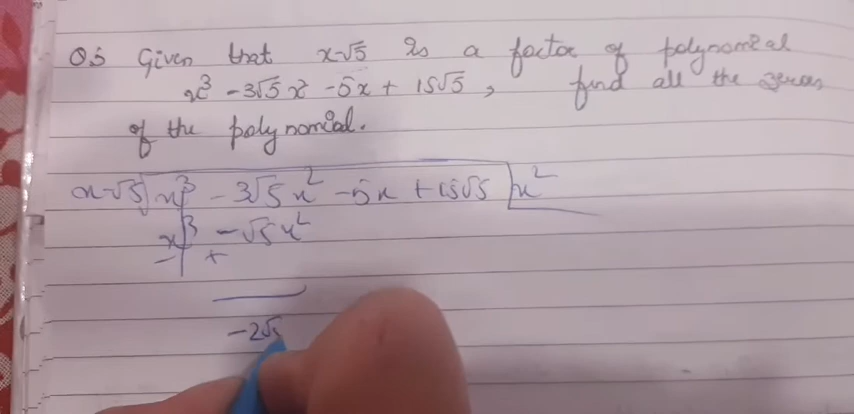 Q5 Given that x-√5 is a factor of polynomial
x³ - 3√5 x² - 5x + 15√5, find all the zeroes
of the polynomial.
x-√5 x³ - 3√5 x² - 5x + 15√5 x²
x³ - √5 x²
- +
-2√5